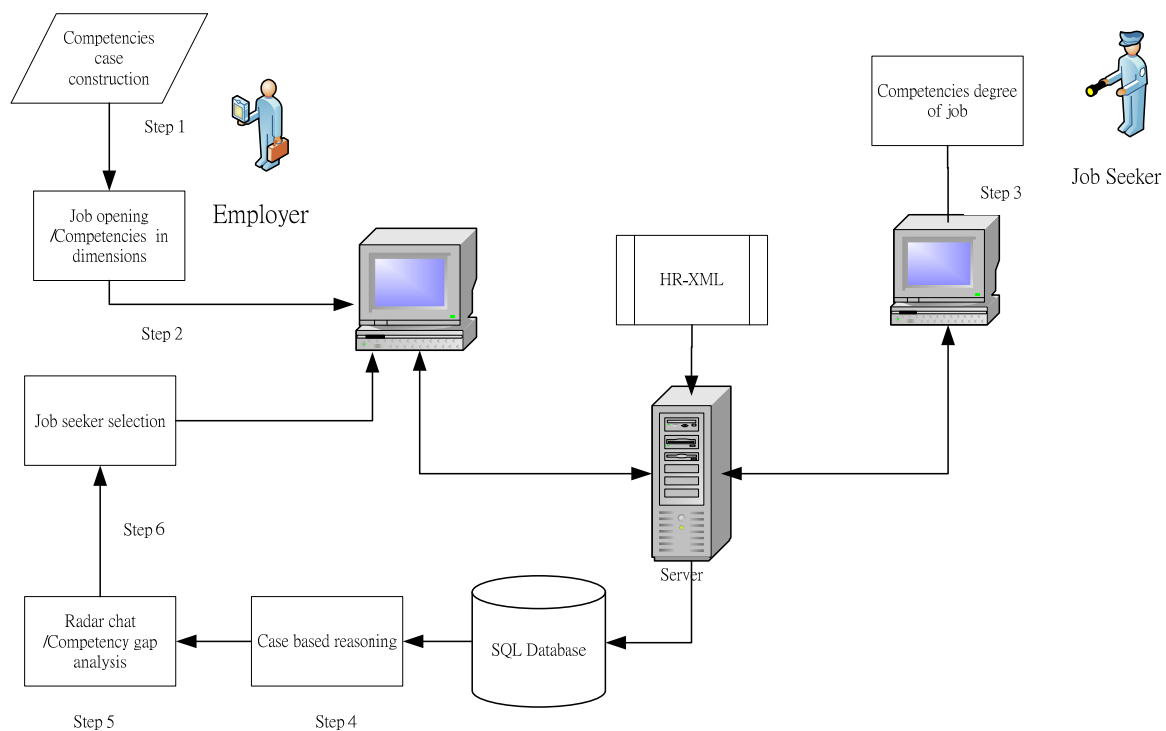 Competencies
case
construction
Step 1
Job opening
/Competencies in
dimensions
Employer
Step 2
Competencies degree
of job
Step 3
Job Seeker
HR-XML
Job seeker selection
Step 6
Server
Radar chat
/Competency gap
analysis
Case based reasoning
SQL Database
Step 5
Step 4